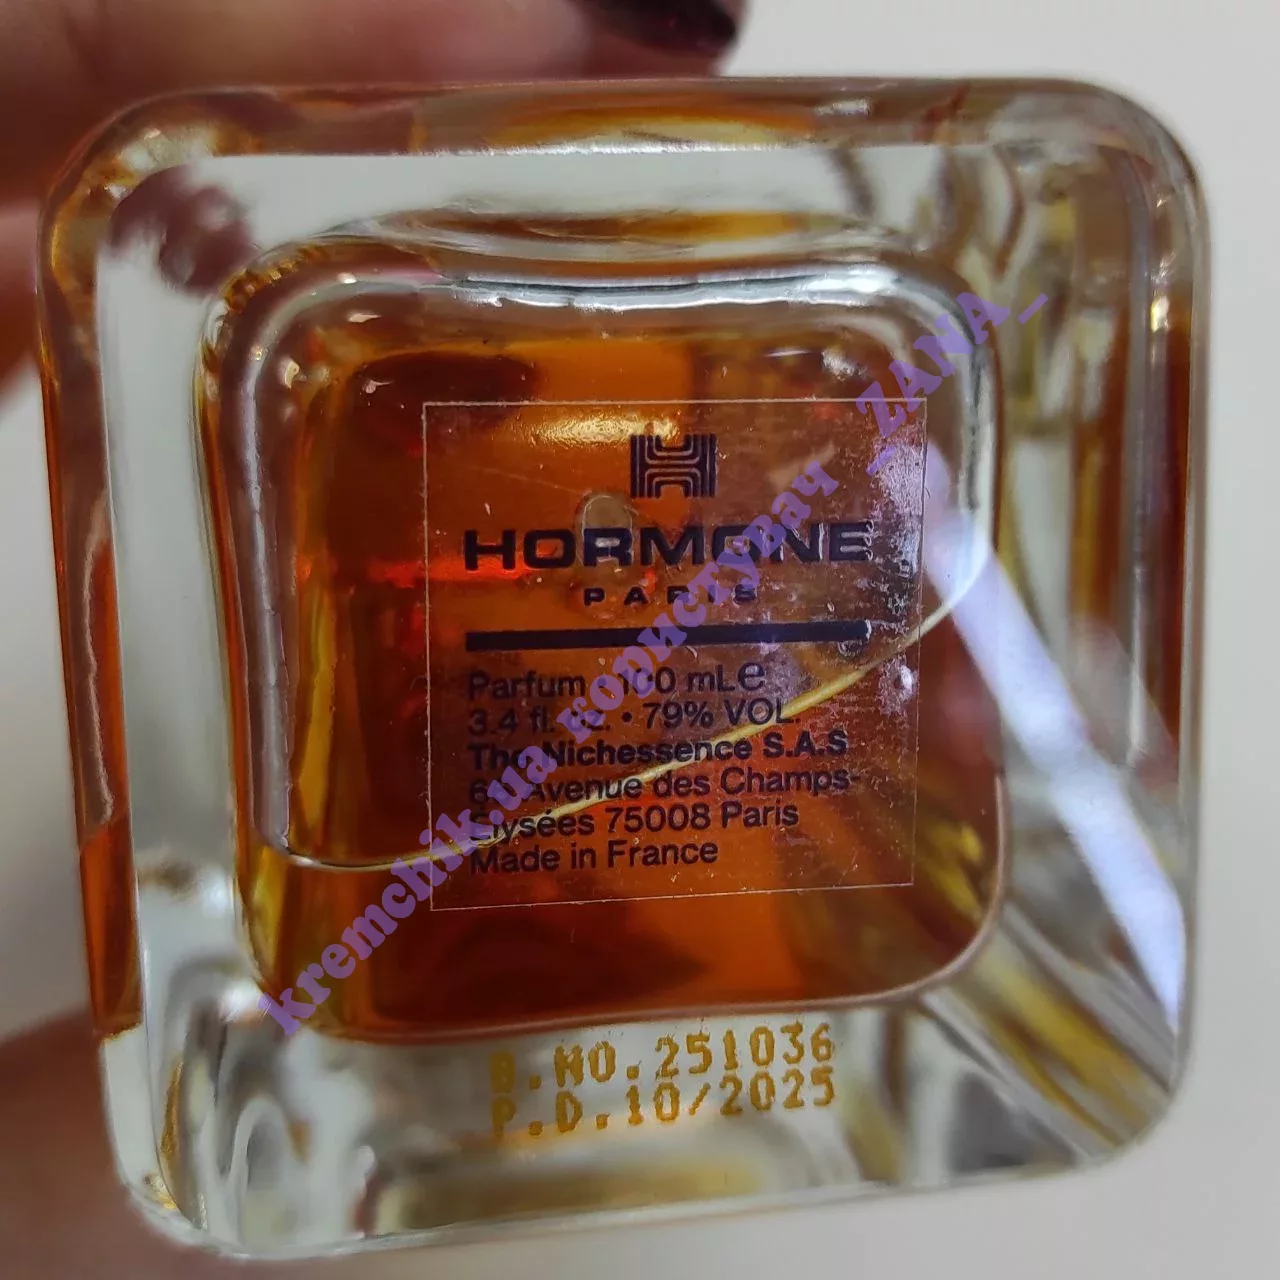 HORMONE
PARIS
Parfum 100 mL e
3.4 fl. oz. • 79% VOL.
The Nichessence S.A.S
Avenue des Champs-
Elysées 75008 Paris
Made in France
B.NO.251036
P.D.10/2025
kremchik.ua користувач _ZANA_